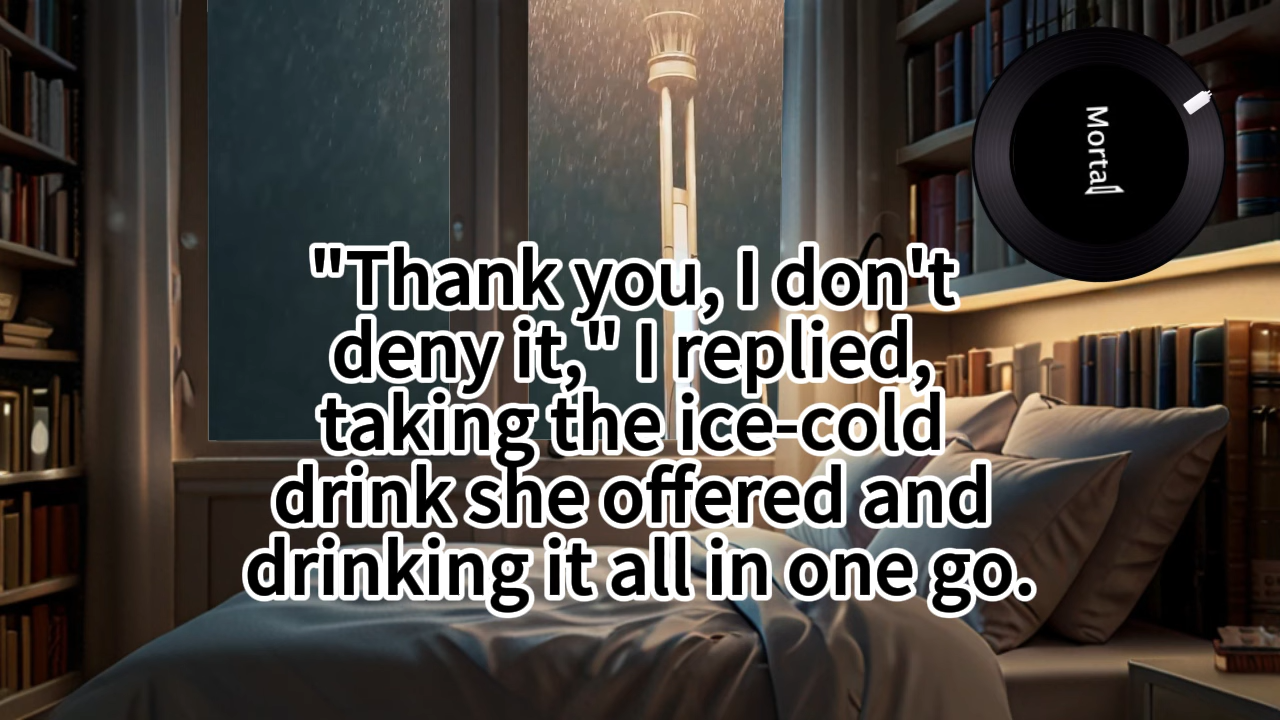 Mortal
"Thank you, I don't
deny it," I replied,
taking the ice-cold
drink she offered and
drinking it all in one go.